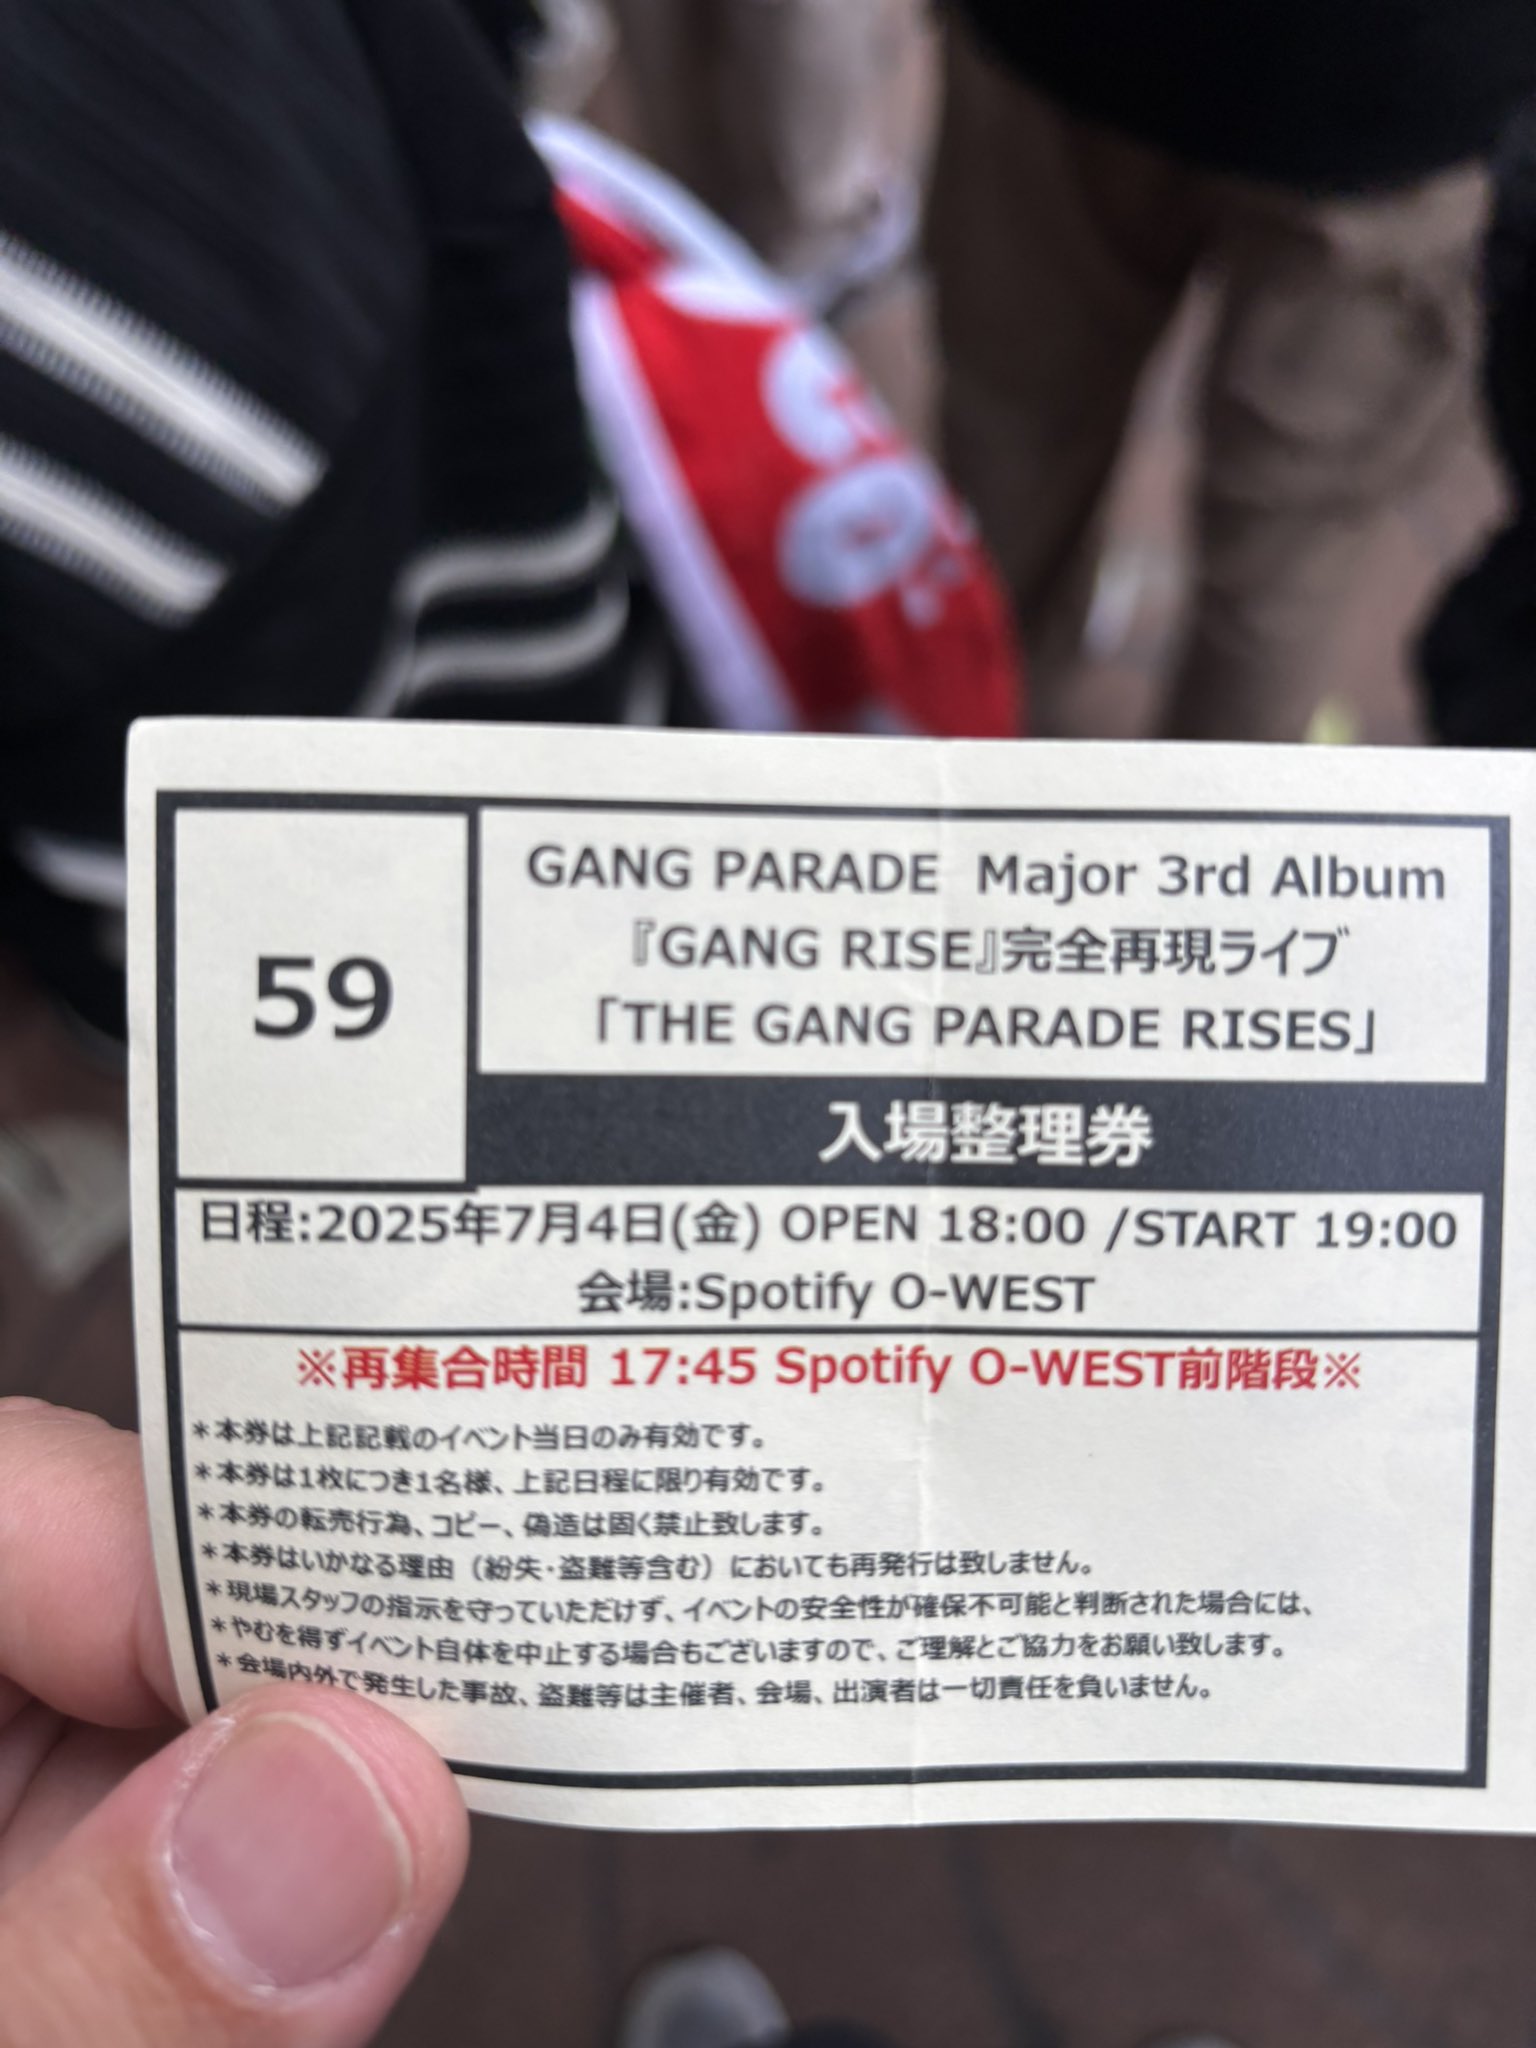 59
GANG PARADE Major 3rd Album
『GANG RISE』完全再現ライブ
「THE GANG PARADE RISES」
入場整理券
日程:2025年7月4日(金) OPEN 18:00 /START 19:00
会場:Spotify O-WEST
※再集合時間 17:45 Spotify O-WEST前階段※
＊本券は上記記載のイベント当日のみ有効です。
＊本券は1枚につき1名様、上記日程に限り有効です。
＊本券の転売行為、コピー、偽造は固く禁止致します。
＊本券はいかなる理由（紛失・盗難等含む）においても再発行は致しません。
＊現場スタッフの指示を守っていただけず、イベントの安全性が確保不可能と判断された場合には、
＊やむを得ずイベント自体を中止する場合もございますので、ご理解とご協力をお願い致します。
＊会場内外で発生した事故、盗難等は主催者、会場、出演者は一切責任を負いません。